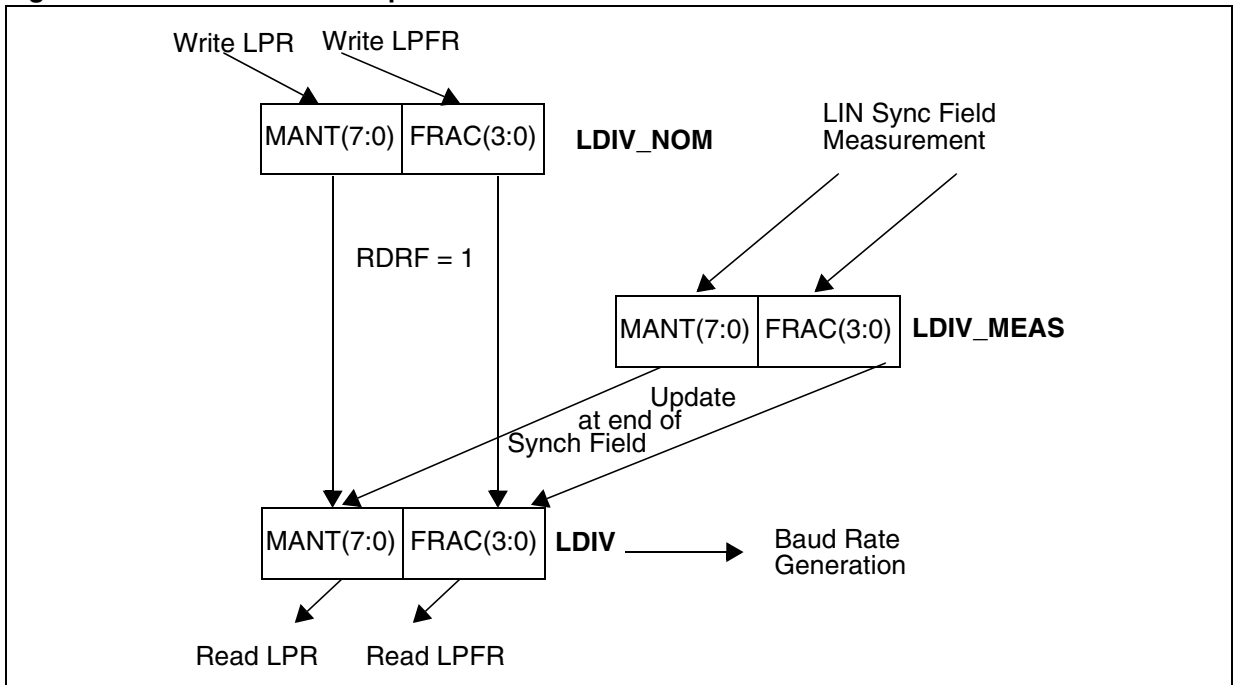 Write LPR Write LPFR
MANT(7:0) FRAC(3:0) LDIV_NOM
LIN Sync Field
Measurement
RDRF = 1
MANT(7:0) FRAC(3:0) LDIV_MEAS
Update
at end of
Synch Field
MANT(7:0) FRAC(3:0) LDIV
Baud Rate
Generation
Read LPR Read LPFR